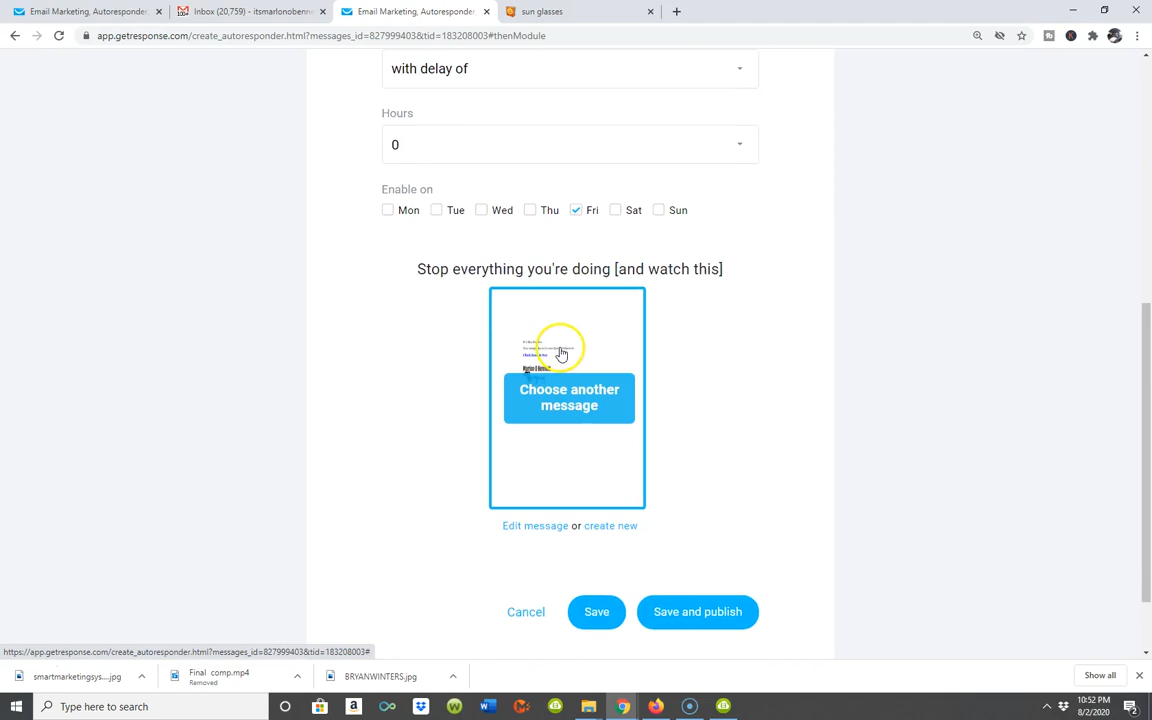 Email Marketing, Autoresponder
Inbox (20,759) - itsmarlonobenn
Email Marketing, Autoresponder
sun glasses
app.getresponse.com/create_autoresponder.html?messages_id=827999403&tid=183208003#thenModule
with delay of
Hours
0
Enable on
Mon
Tue
Wed
Thu
Fri
Sat
Sun
Stop everything you're doing [and watch this]
Choose another
message
Edit message or create new
Cancel
Save
Save and publish
https://app.getresponse.com/create_autoresponder.html?messages_id=827999403&tid=183208003#
smartmarketingsys....jpg
Final comp.mp4
Removed
BRYANWINTERS.jpg
Show all
Type here to search
10:52 PM
8/2/2020